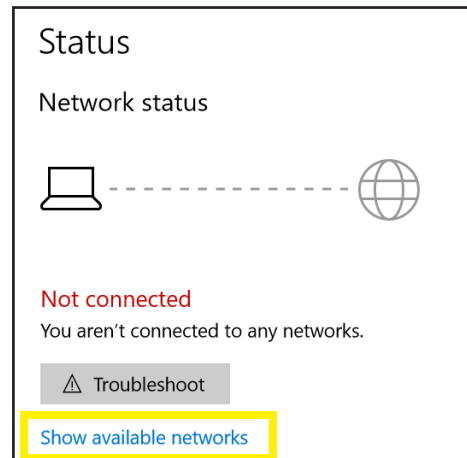 Status
Network status
Not connected
You aren't connected to any networks.
Troubleshoot
Show available networks